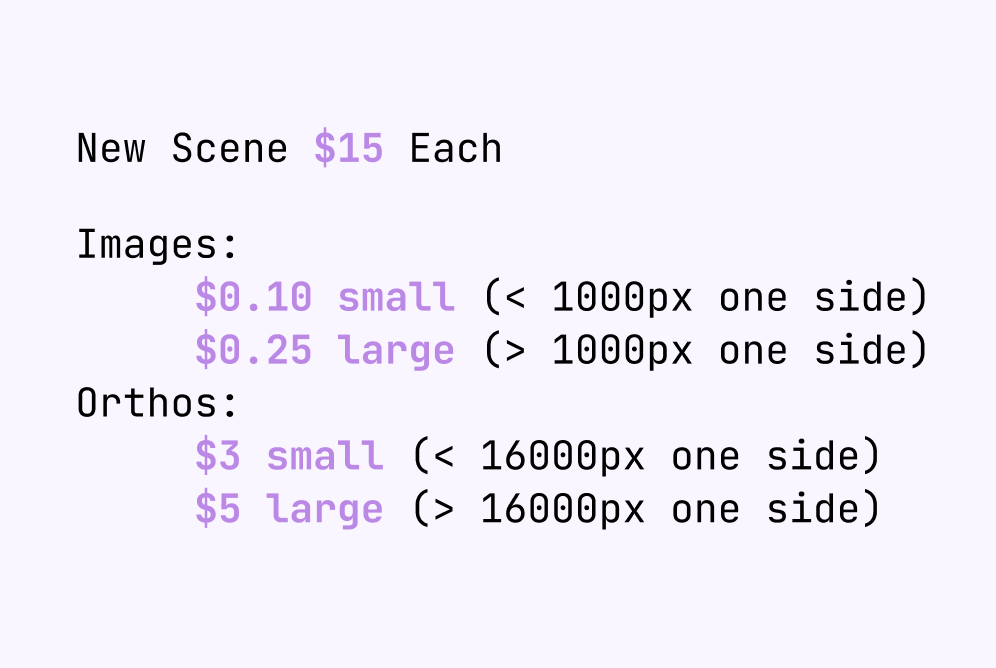 New Scene $15 Each
Images:
$0.10 small (< 1000px one side)
$0.25 large (> 1000px one side)
Orthos:
$3 small (< 16000px one side)
$5 large (> 16000px one side)